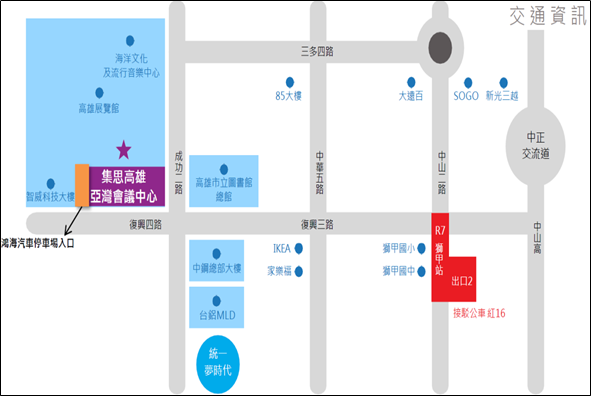 交通資訊
海洋文化
及流行音樂中心
高雄展覽館
智威科技大樓
集思高雄
亞灣會議中心
鴻海汽車停車場入口
三多四路
85大樓
大遠百
SOGO
新光三越
中正
交流道
成功二路
中華五路
中山二路
中山高
高雄市立圖書館
總館
復興四路
復興三路
中鋼總部大樓
台鋁MLD
統一
夢時代
IKEA
家樂福
獅甲國小
獅甲國中
R7
獅甲站
出口2
接駁公車 紅16